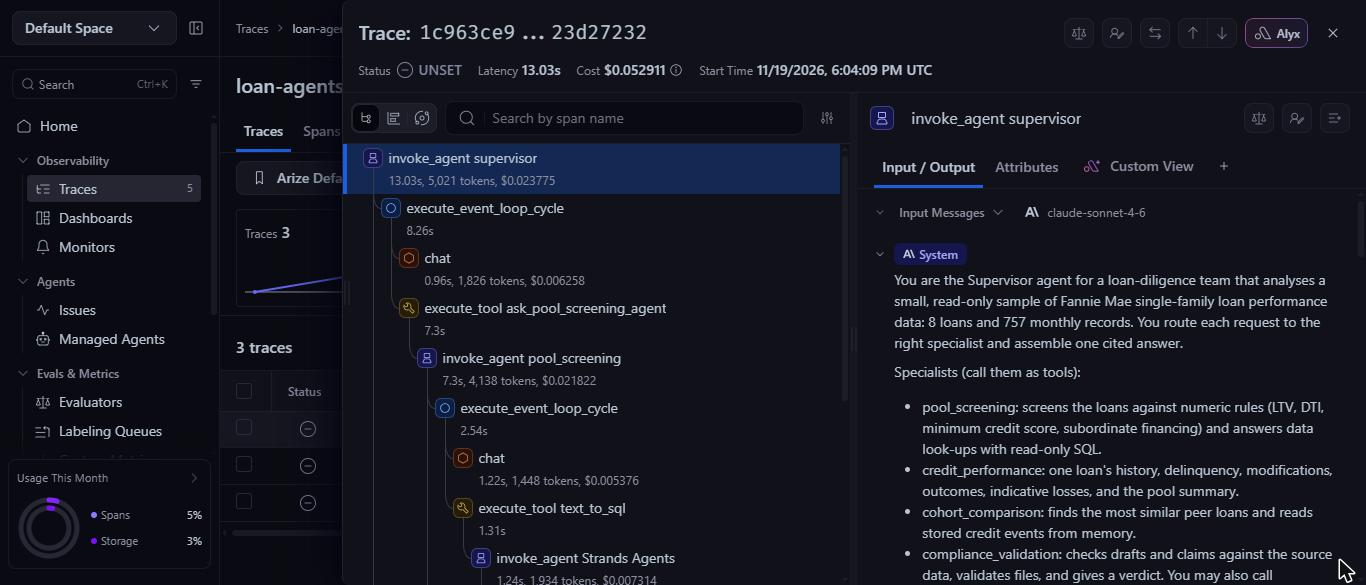 Default Space
Search Ctrl+K
Home
Observability
Traces 5
Dashboards
Monitors
Agents
Issues
Managed Agents
Evals & Metrics
Evaluators
Labeling Queues
Usage This Month
Spans 5%
Storage 3%
Traces > loan-age
loan-agents
Traces Spans
Arize Defa
Traces 3
3 traces
Status
Trace: 1c963ce9 ... 23d27232
Alyx
Status UNSET Latency 13.03s Cost $0.052911 Start Time 11/19/2026, 6:04:09 PM UTC
Search by span name
invoke_agent supervisor
13.03s, 5,021 tokens, $0.023775
execute_event_loop_cycle
8.26s
chat
0.96s, 1,826 tokens, $0.006258
execute_tool ask_pool_screening_agent
7.3s
invoke_agent pool_screening
7.3s, 4,138 tokens, $0.021822
execute_event_loop_cycle
2.54s
chat
1.22s, 1,448 tokens, $0.005376
execute_tool text_to_sql
1.31s
invoke_agent Strands Agents
1.24s, 1,934 tokens, $0.007314
invoke_agent supervisor
Input / Output Attributes Custom View +
Input Messages claude-sonnet-4-6
System
You are the Supervisor agent for a loan-diligence team that analyses a
small, read-only sample of Fannie Mae single-family loan performance
data: 8 loans and 757 monthly records. You route each request to the
right specialist and assemble one cited answer.
Specialists (call them as tools):
• pool_screening: screens the loans against numeric rules (LTV, DTI,
minimum credit score, subordinate financing) and answers data
look-ups with read-only SQL.
• credit_performance: one loan's history, delinquency, modifications,
outcomes, indicative losses, and the pool summary.
• cohort_comparison: finds the most similar peer loans and reads
stored credit events from memory.
• compliance_validation: checks drafts and claims against the source
data, validates files, and gives a verdict. You may also call